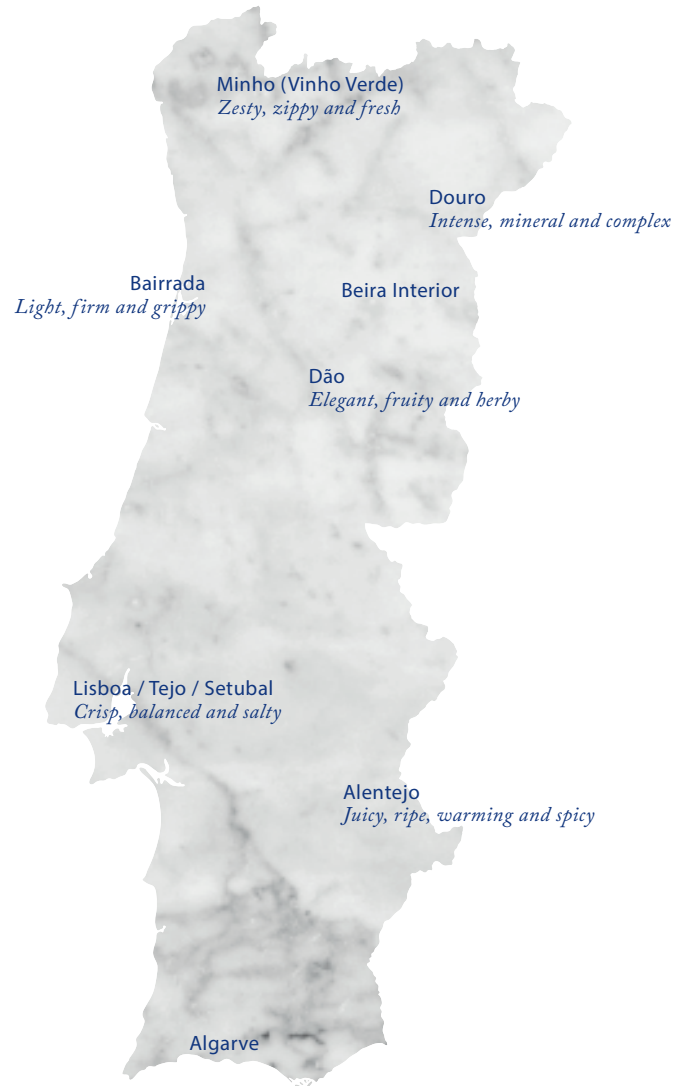 Minho (Vinho Verde)
Zesty, zippy and fresh
Douro
Intense, mineral and complex
Bairrada
Light, firm and grippy
Beira Interior
Dão
Elegant, fruity and herby
Lisboa / Tejo / Setubal
Crisp, balanced and salty
Alentejo
Juicy, ripe, warming and spicy
Algarve